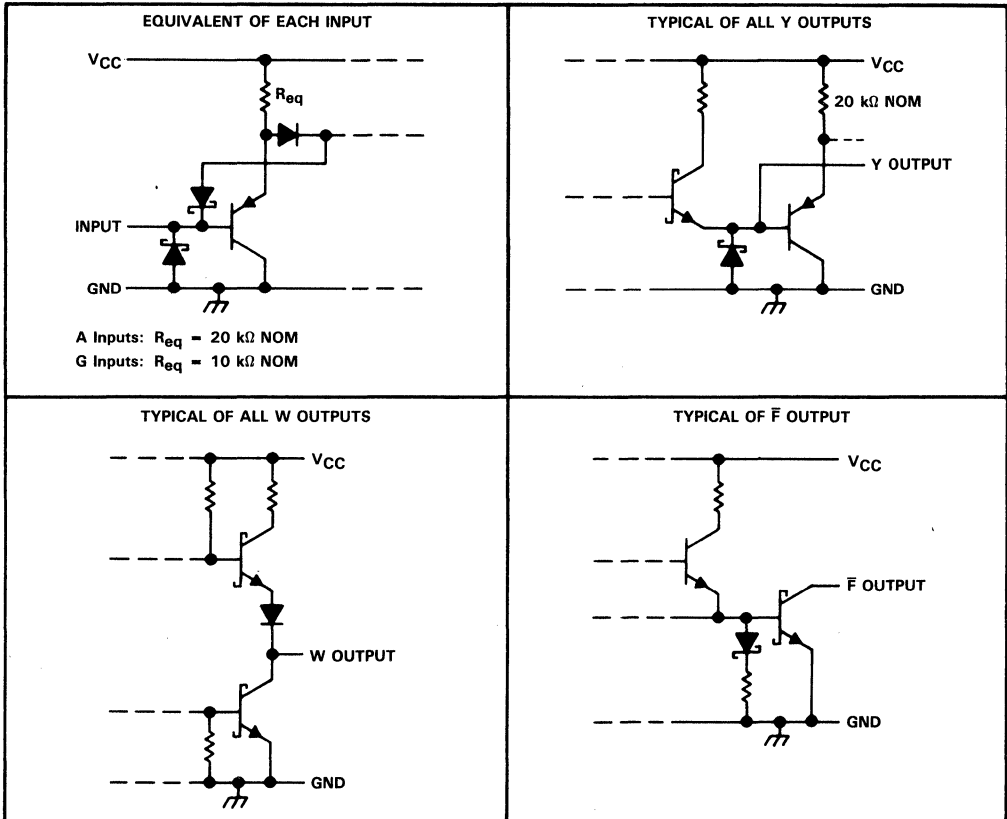 EQUIVALENT OF EACH INPUT
VCC
Req
INPUT
GND
A Inputs: Req = 20 kΩ NOM
G Inputs: Req = 10 kΩ NOM
TYPICAL OF ALL Y OUTPUTS
VCC
20 kΩ NOM
Y OUTPUT
GND
TYPICAL OF ALL W OUTPUTS
VCC
W OUTPUT
GND
TYPICAL OF F̄ OUTPUT
VCC
F̄ OUTPUT
GND